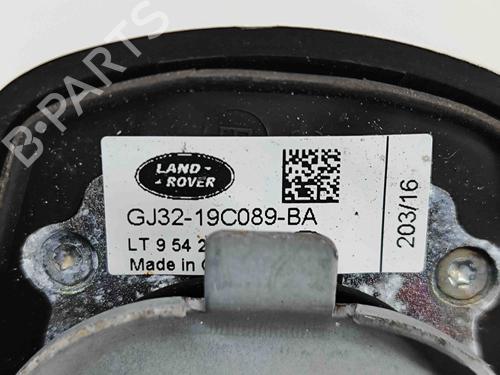 B-PARTS
LAND
ROVER
GJ32-19C089-BA
LT 9 54 2
Made in
203/16